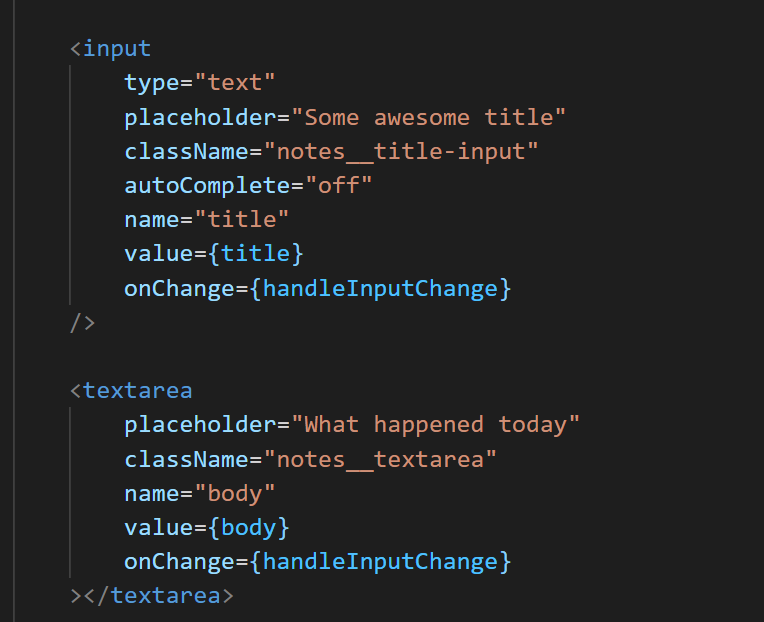 <input
type="text"
placeholder="Some awesome title"
className="notes__title-input"
autoComplete="off"
name="title"
value={title}
onChange={handleInputChange}
/>
<textarea
placeholder="What happened today"
className="notes__textarea"
name="body"
value={body}
onChange={handleInputChange}
></textarea>